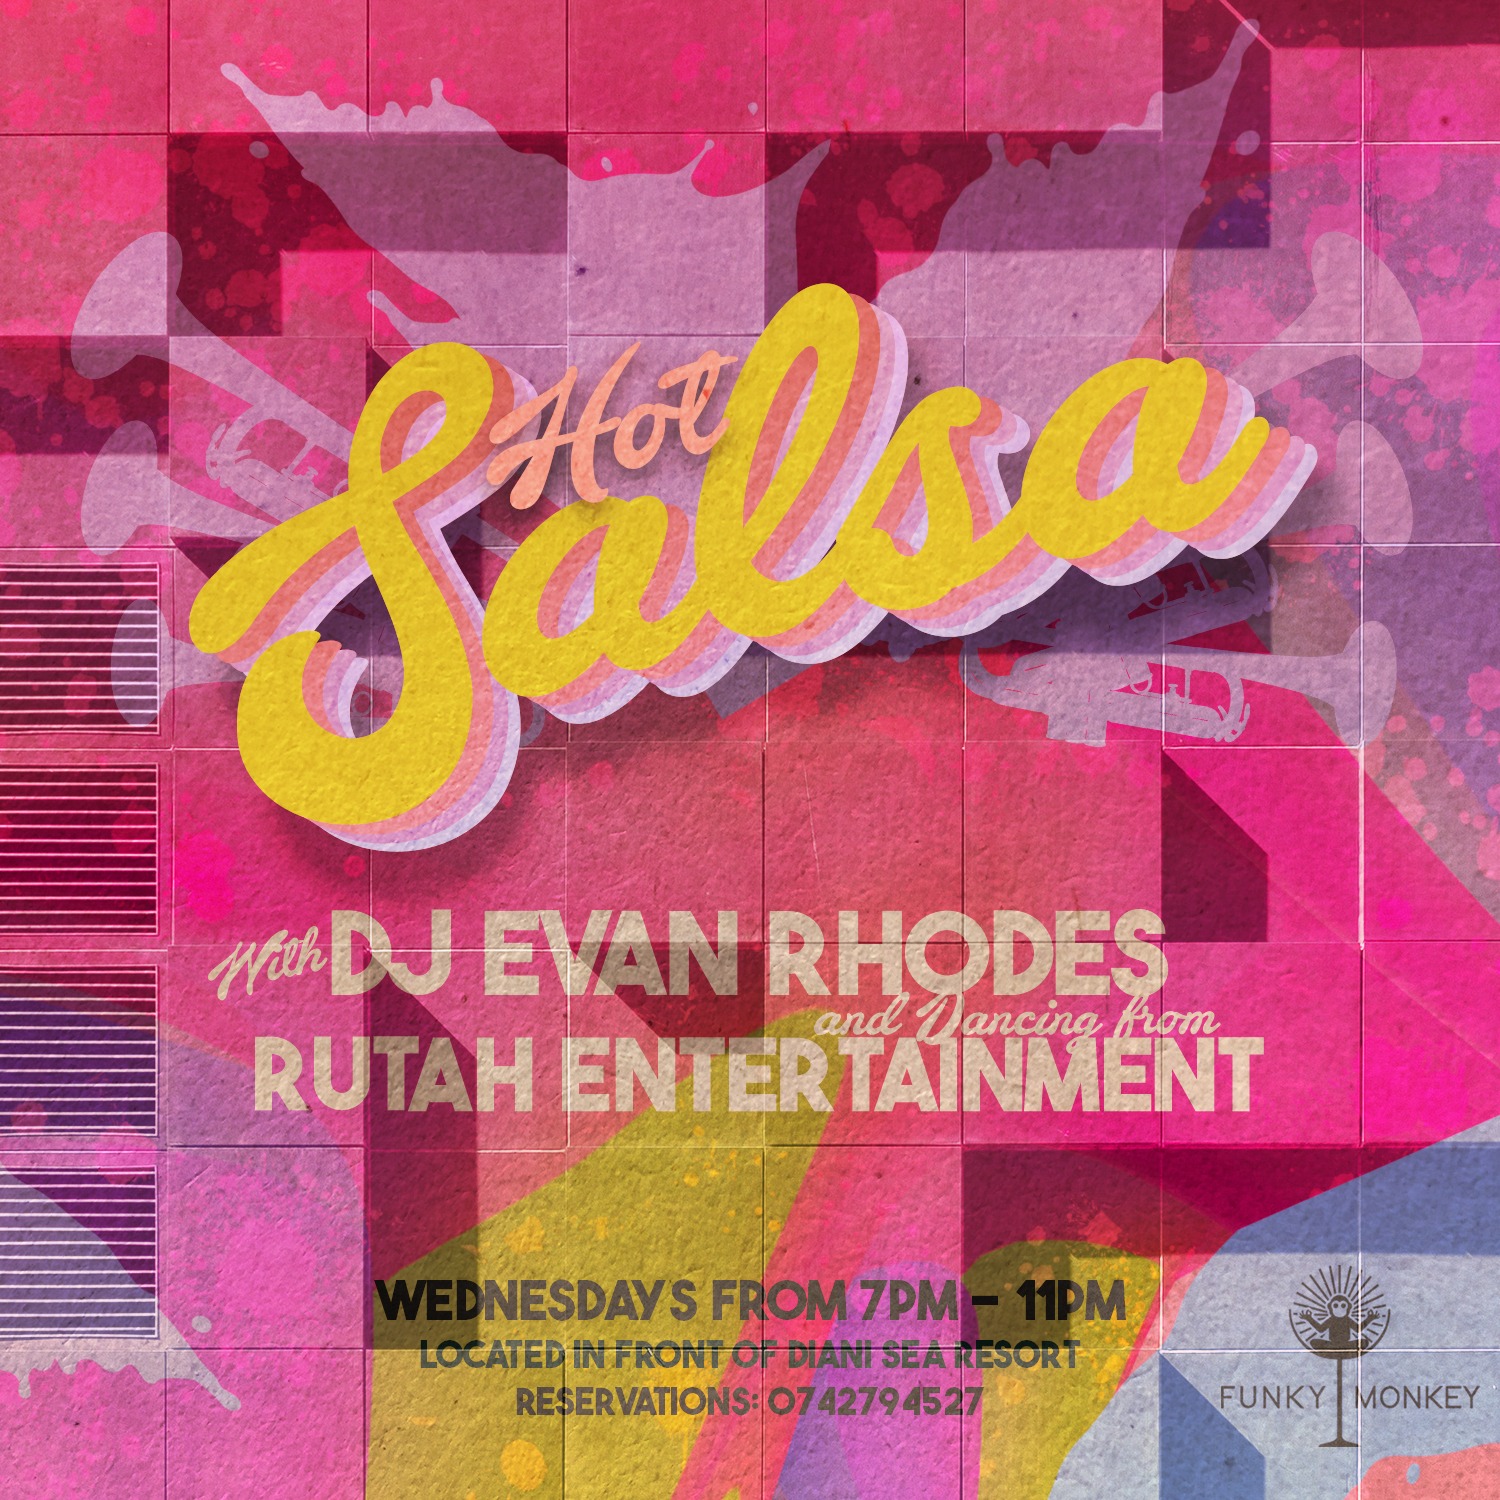 Hot
Salsa
With DJ EVAN RHODES
and Dancing from
RUTAH ENTERTAINMENT
WEDNESDAYS FROM 7PM - 11PM
LOCATED IN FRONT OF DIANI SEA RESORT
RESERVATIONS: 0742794527
FUNKY MONKEY